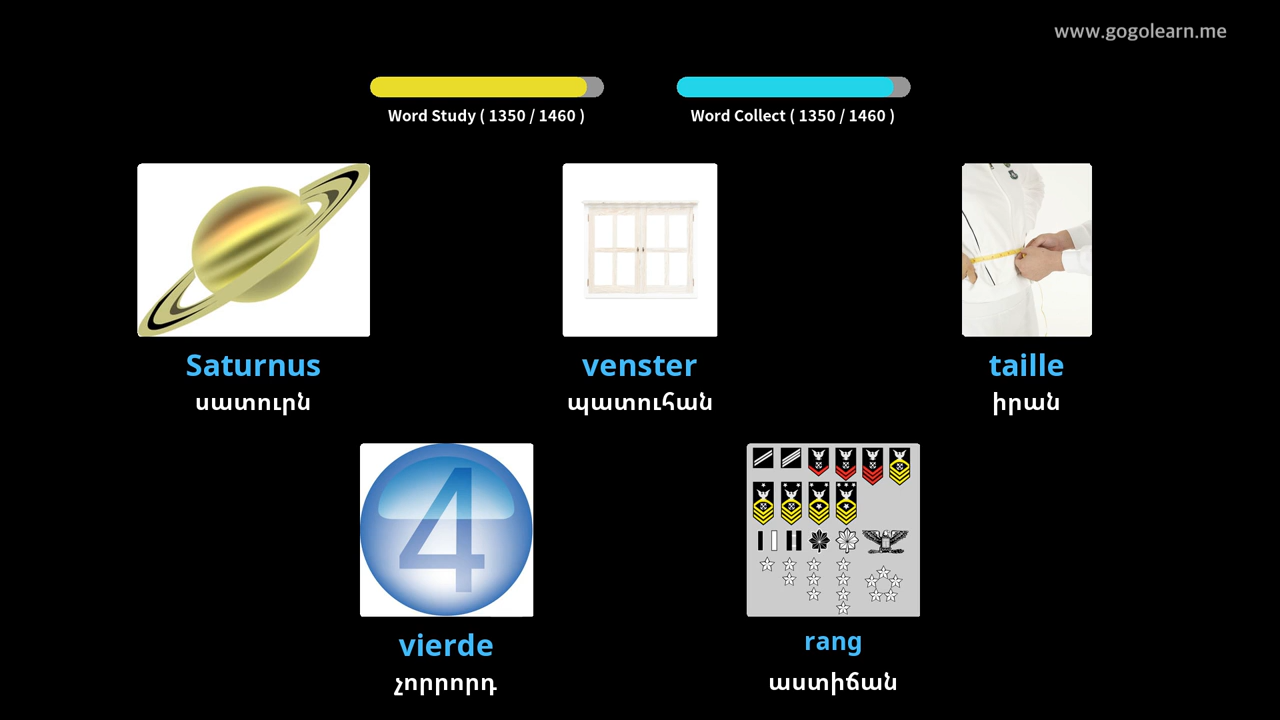 www.gogolearn.me
Word Study ( 1350 / 1460 )
Word Collect ( 1350 / 1460 )
Saturnus
սատուրն
venster
պատուհան
taille
իրան
4
vierde
չորրորդ
rang
աստիճան